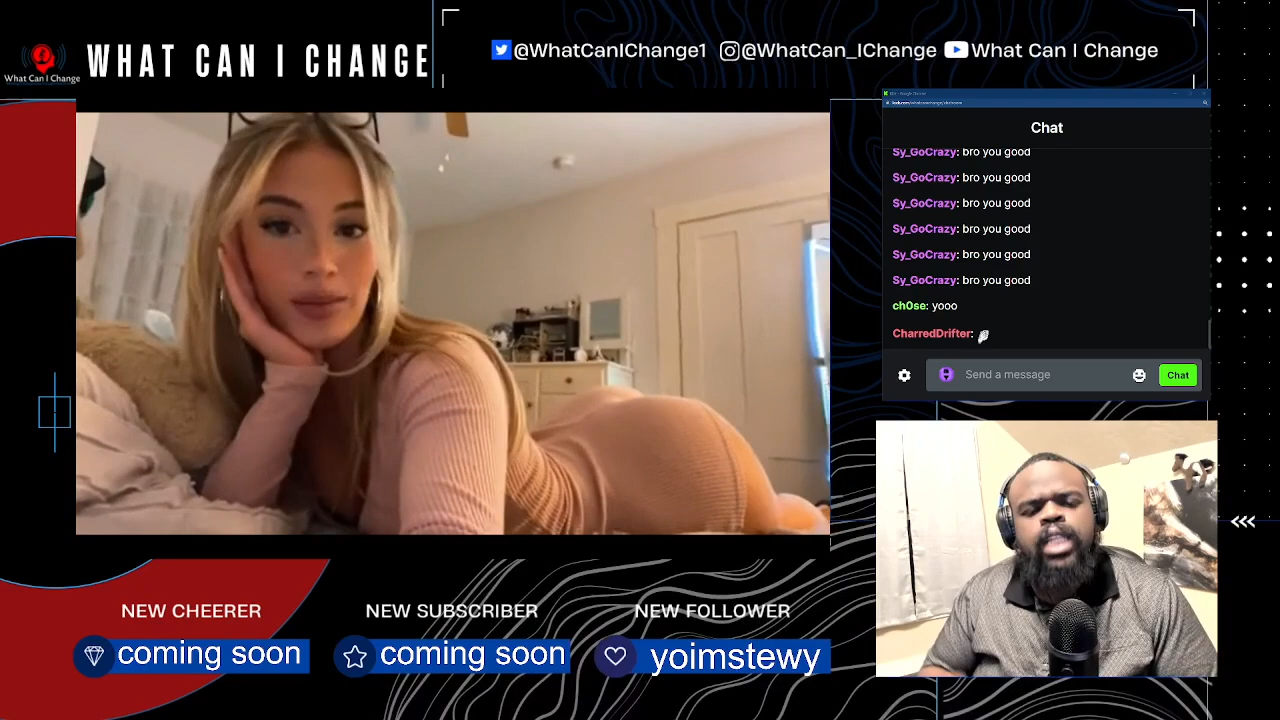 What Can I Change
WHAT CAN I CHANGE
@WhatCanIChange1 @WhatCan_IChange What Can I Change
Chat
Sy_GoCrazy: bro you good
Sy_GoCrazy: bro you good
Sy_GoCrazy: bro you good
Sy_GoCrazy: bro you good
Sy_GoCrazy: bro you good
Sy_GoCrazy: bro you good
ch0se: yooo
CharredDrifter:
Send a message
Chat
NEW CHEERER
NEW SUBSCRIBER
NEW FOLLOWER
coming soon
coming soon
yoimstewy